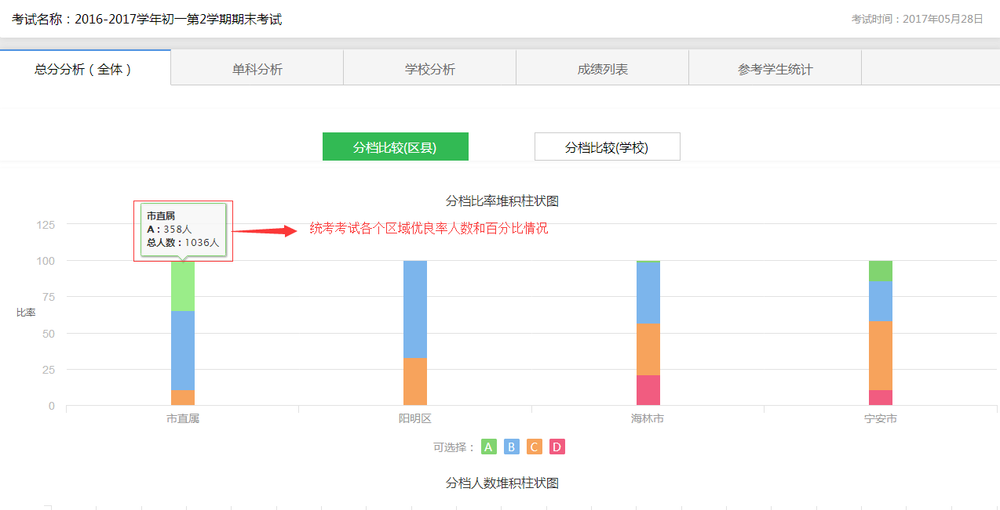 考试名称：2016-2017学年初一第2学期期末考试
考试时间：2017年05月28日
总分分析（全体）
单科分析
学校分析
成绩列表
参考学生统计
分档比较(区县)
分档比较(学校)
分档比率堆积柱状图
市直属
A：358人
总人数：1036人
统考考试各个区域优良率人数和百分比情况
125
100
75
比率
50
25
0
市直属
阳明区
海林市
宁安市
可选择： A B C D
分档人数堆积柱状图